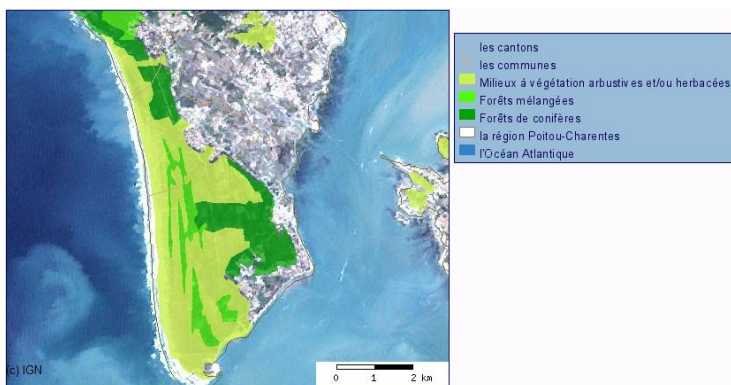 les cantons
les communes
Milieux à végétation arbustives et/ou herbacées
Forêts mélangées
Forêts de conifères
la région Poitou-Charentes
l'Océan Atlantique
(c) IGN
0 1 2 km